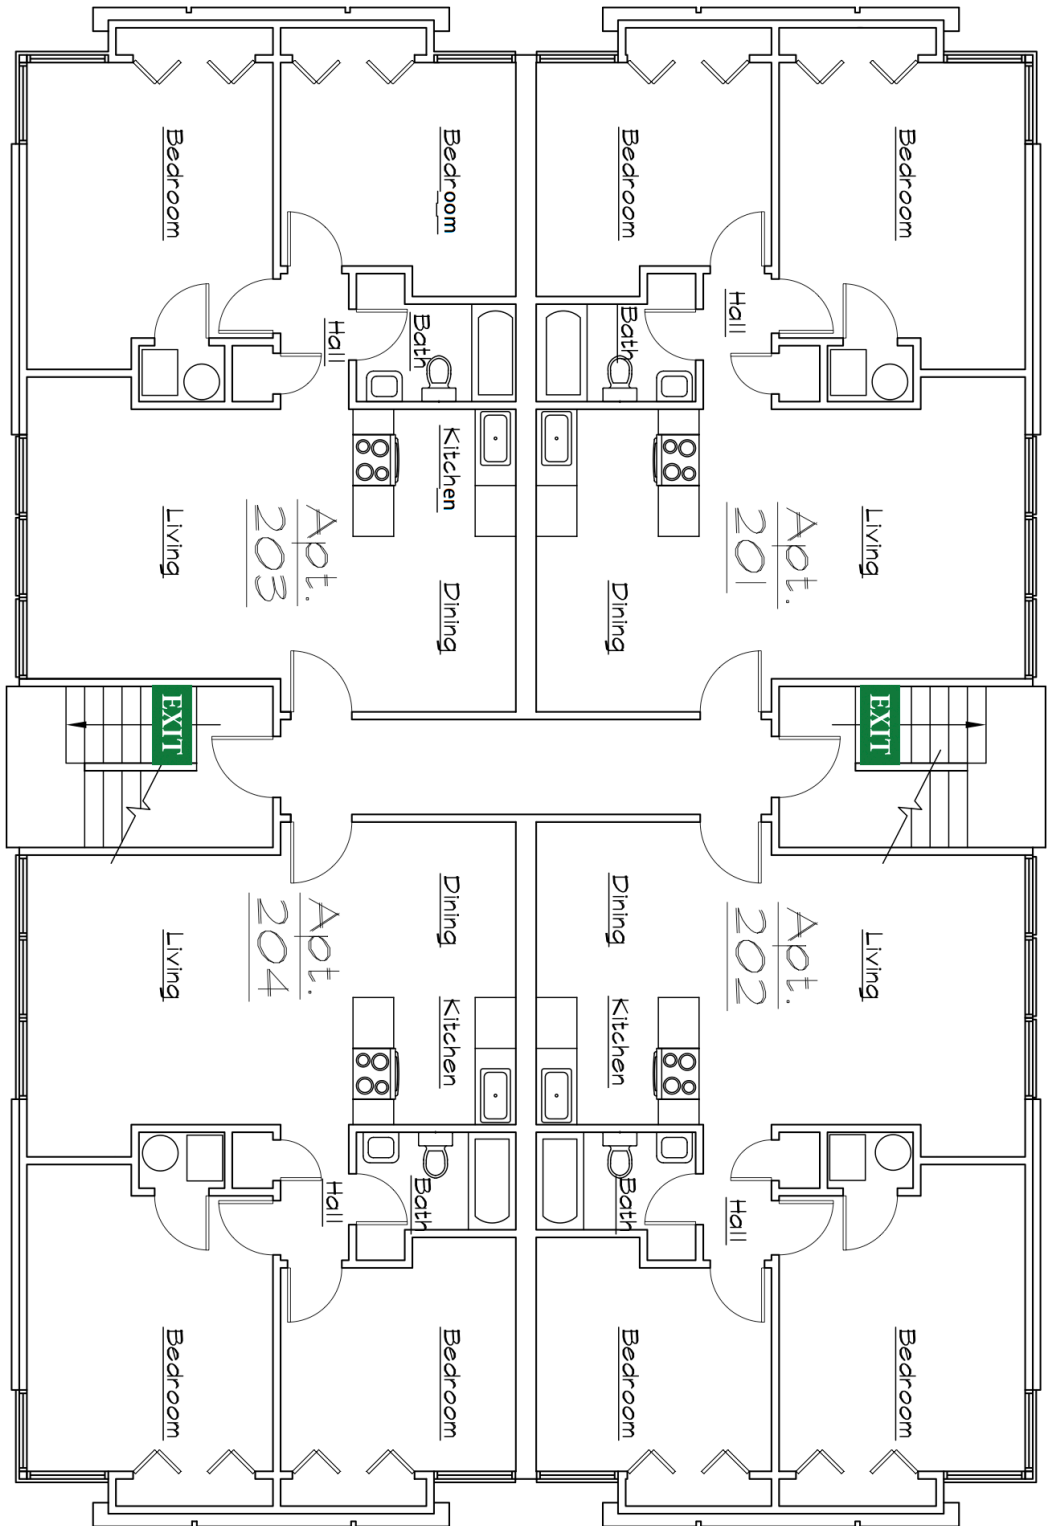 Bedroom
Bedroom
Hall
Bath
Living
Apt.
201
Dining
EXIT
Living
Apt.
202
Dining
Kitchen
Hall
Bath
Bedroom
Bedroom
Bedroom
Bedroom
Bath
Hall
Kitchen
Dining
Apt.
203
Living
EXIT
Dining
Kitchen
Apt.
204
Living
Bath
Hall
Bedroom
Bedroom